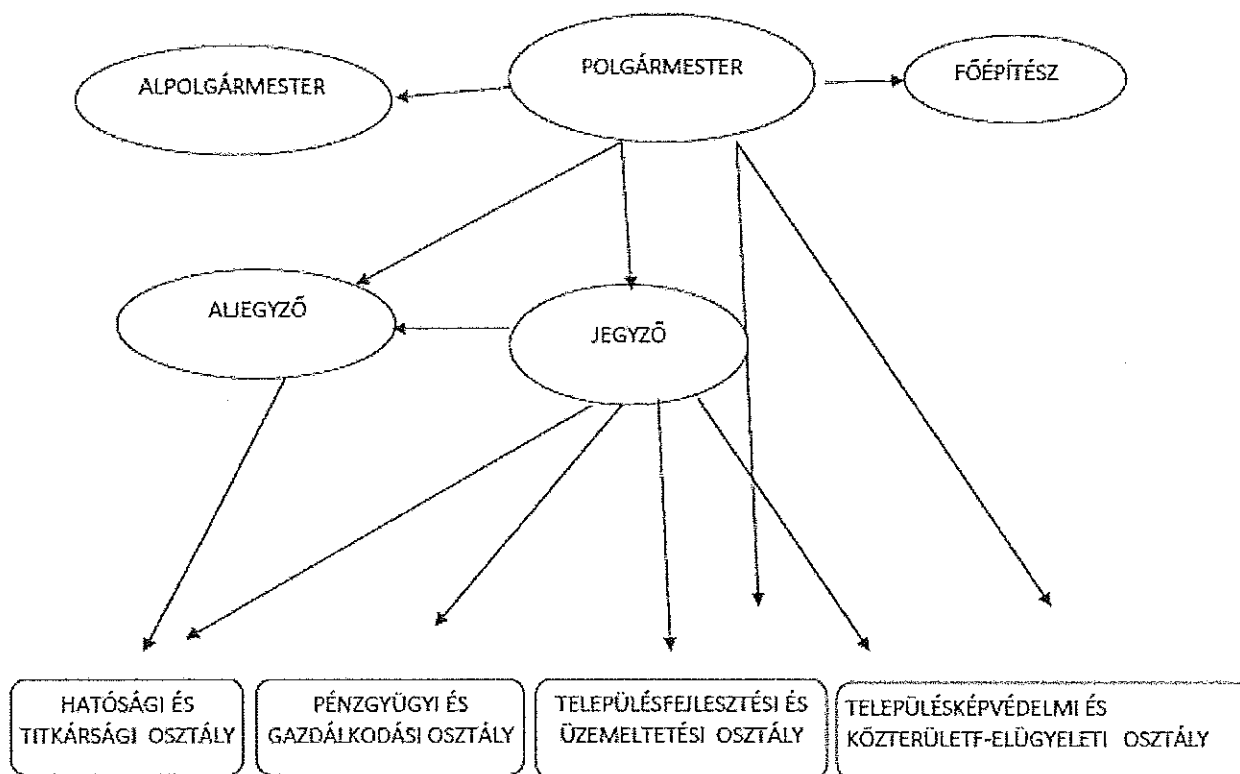 ALPOLGÁRMESTER
POLGÁRMESTER
FŐÉPÍTÉSZ
ALJEGYZŐ
JEGYZŐ
HATÓSÁGI ÉS
TITKÁRSÁGI OSZTÁLY
PÉNZGYÜGYI ÉS
GAZDÁLKODÁSI OSZTÁLY
TELEPÜLÉSFEJLESZTÉSI ÉS
ÜZEMELTETÉSI OSZTÁLY
TELEPÜLÉSKÉPVÉDELMI ÉS
KÖZTERÜLETF-ELÜGYELETI OSZTÁLY